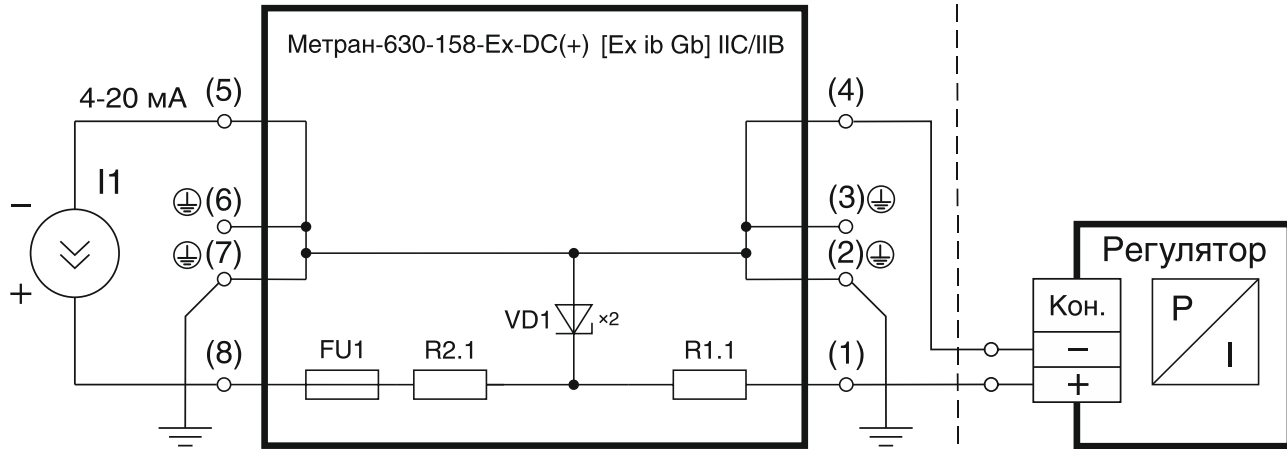 Метран-630-158-Ex-DC(+) [Ex ib Gb] IIC/IIB
4-20 мА (5)
(4)
I1
−
+
(6)
(7)
(3)
(2)
VD1 ×2
(8)
FU1
R2.1
R1.1
(1)
Регулятор
Кон.
−
+
P
I